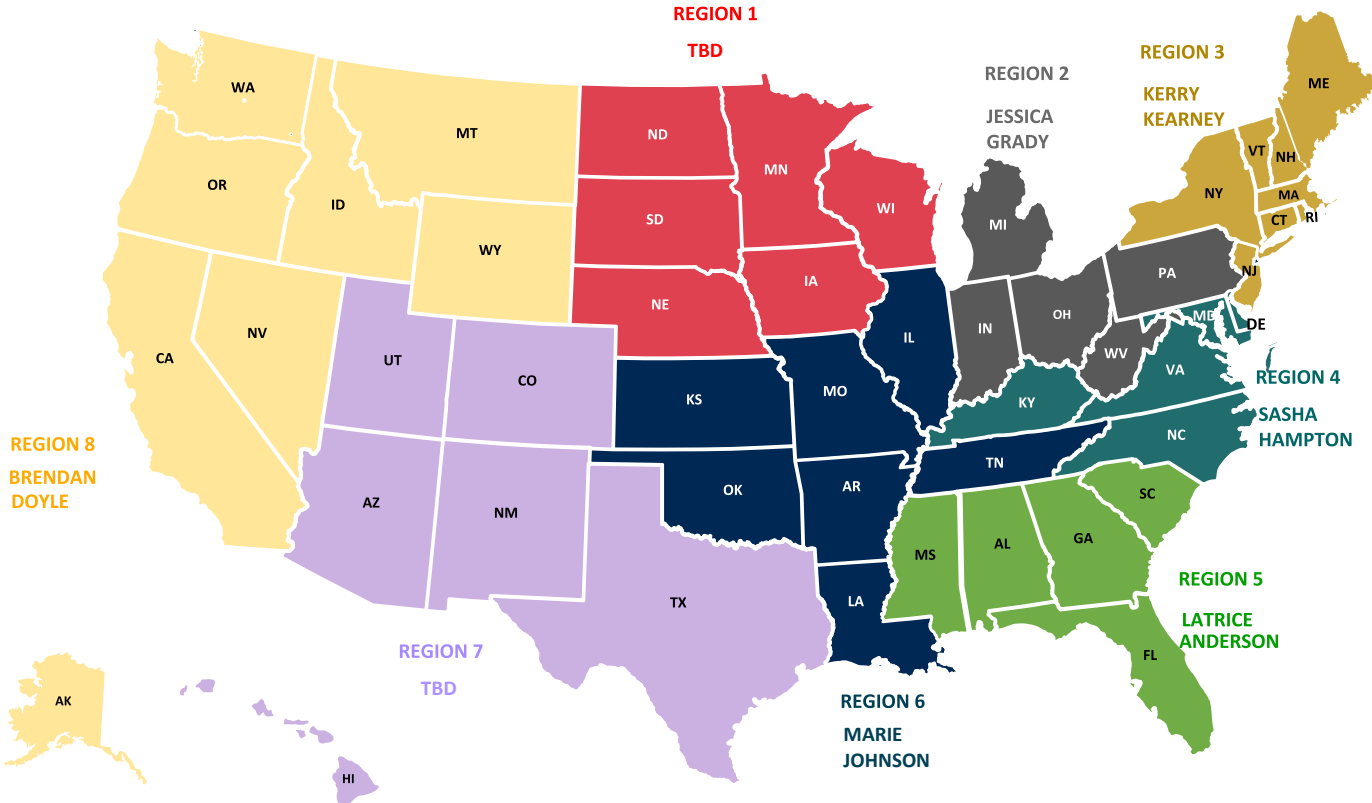 REGION 1
TBD
REGION 2
JESSICA
GRADY
REGION 3
KERRY
KEARNEY
ME
WA
MT
ND
MN
VT
NH
OR
ID
SD
WI
MI
NY
MA
CT
RI
WY
NE
IA
PA
NJ
NV
CA
UT
CO
IL
IN
OH
WV
MD
DE
KS
MO
KY
VA
REGION 4
SASHA
HAMPTON
NC
TN
REGION 8
BRENDAN
DOYLE
AZ
NM
OK
AR
SC
MS
AL
GA
TX
LA
FL
REGION 5
LATRICE
ANDERSON
REGION 7
TBD
REGION 6
MARIE
JOHNSON
AK
HI